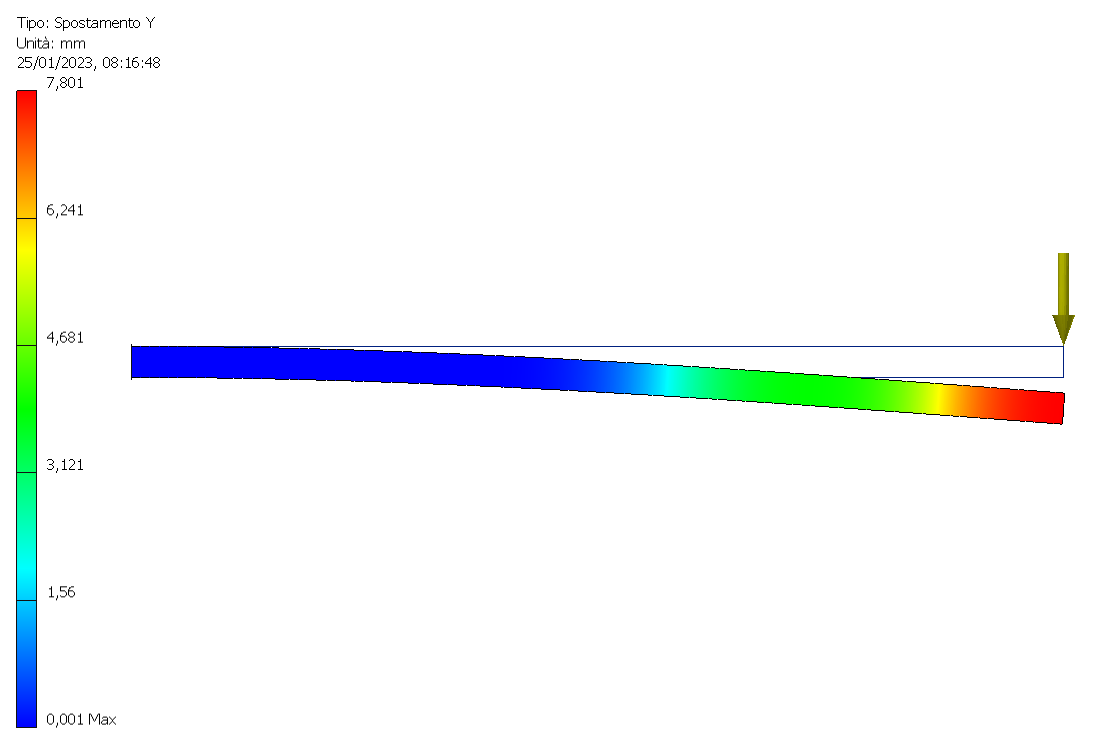 Tipo: Spostamento Y
Unità: mm
25/01/2023, 08:16:48
7,801
6,241
4,681
3,121
1,56
0,001 Max